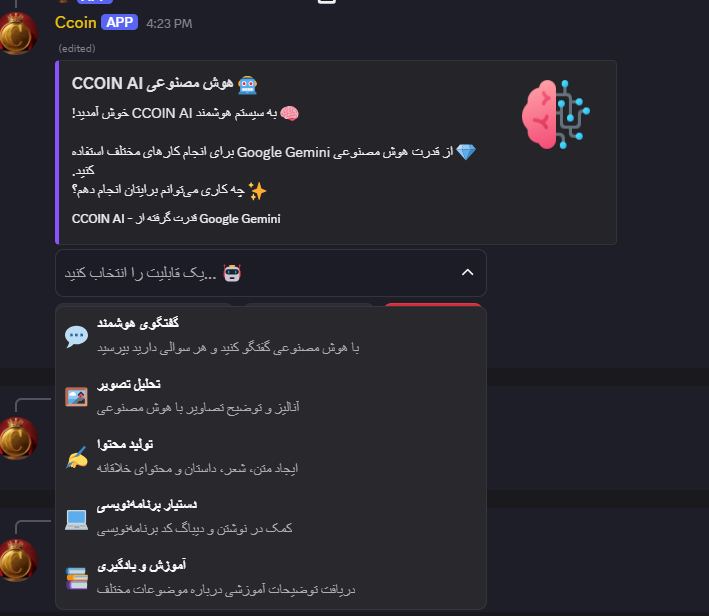 Ccoin APP 4:23 PM
(edited)
🤖 هوش مصنوعی CCOIN AI
🧠 به سیستم هوشمند CCOIN AI خوش آمدید!
💎 از قدرت هوش مصنوعی Google Gemini برای انجام کارهای مختلف استفاده
کنید.
✨ چه کاری می‌توانم برایتان انجام دهم؟
CCOIN AI - قدرت گرفته از Google Gemini
🤖 یک قابلیت را انتخاب کنید...
گفتگوی هوشمند
با هوش مصنوعی گفتگو کنید و هر سوالی دارید بپرسید
تحلیل تصویر
آنالیز و توضیح تصاویر با هوش مصنوعی
تولید محتوا
ایجاد متن، شعر، داستان و محتوای خلاقانه
دستیار برنامه‌نویسی
کمک در نوشتن و دیباگ کد برنامه‌نویسی
آموزش و یادگیری
دریافت توضیحات آموزشی درباره موضوعات مختلف